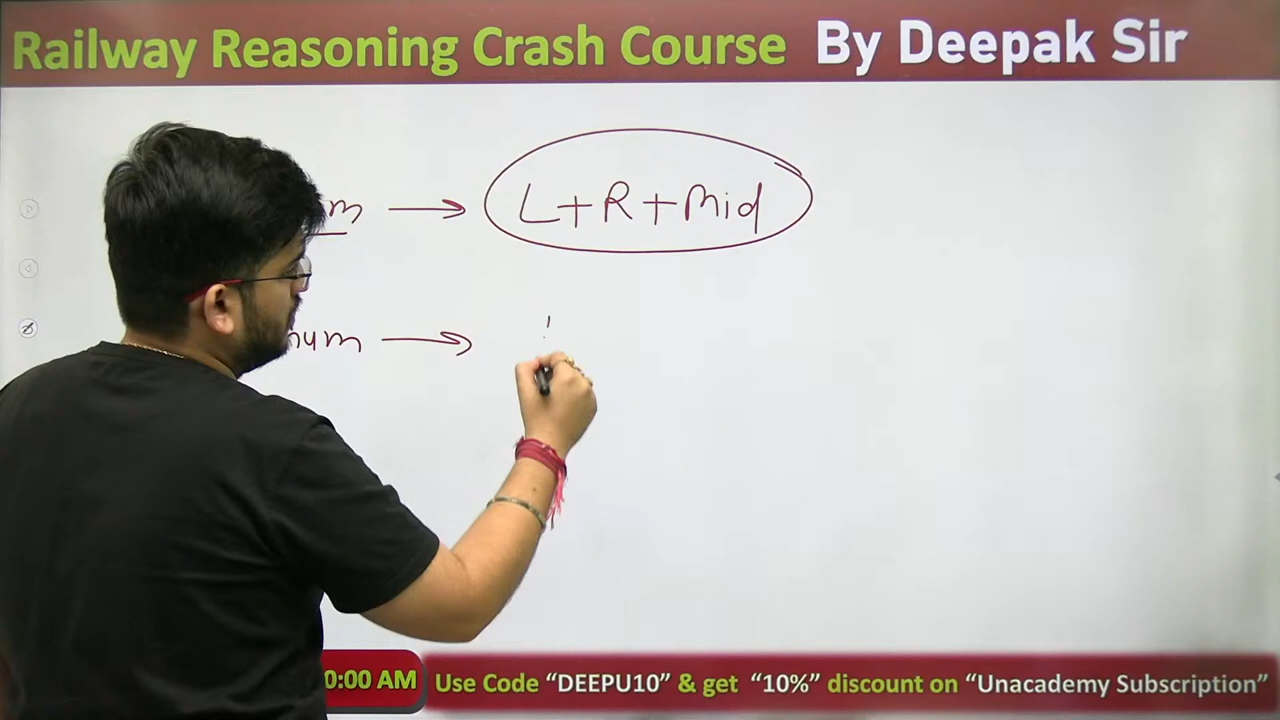 Railway Reasoning Crash Course By Deepak Sir
m → L+R+Mid
num →
0:00 AM
Use Code “DEEPU10” & get “10%” discount on “Unacademy Subscription”